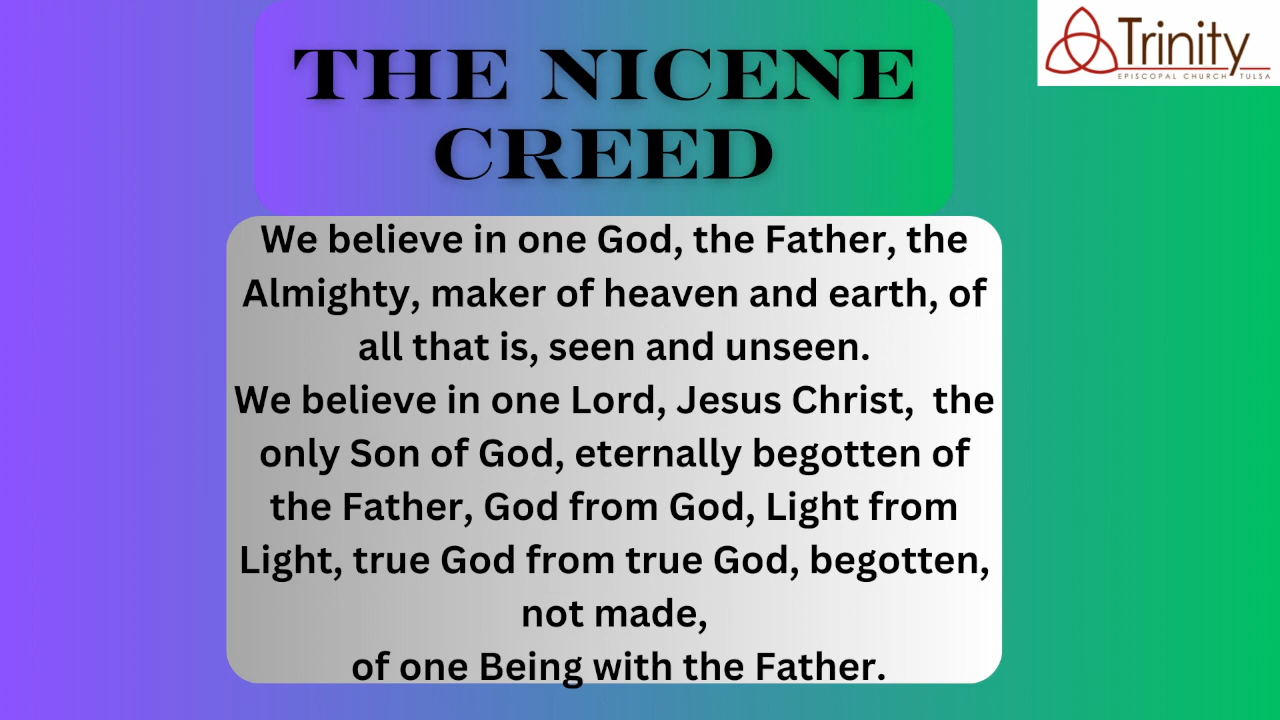 THE NICENE
CREED
Trinity
EPISCOPAL CHURCH TULSA
We believe in one God, the Father, the
Almighty, maker of heaven and earth, of
all that is, seen and unseen.
We believe in one Lord, Jesus Christ,  the
only Son of God, eternally begotten of
the Father, God from God, Light from
Light, true God from true God, begotten,
not made,
of one Being with the Father.